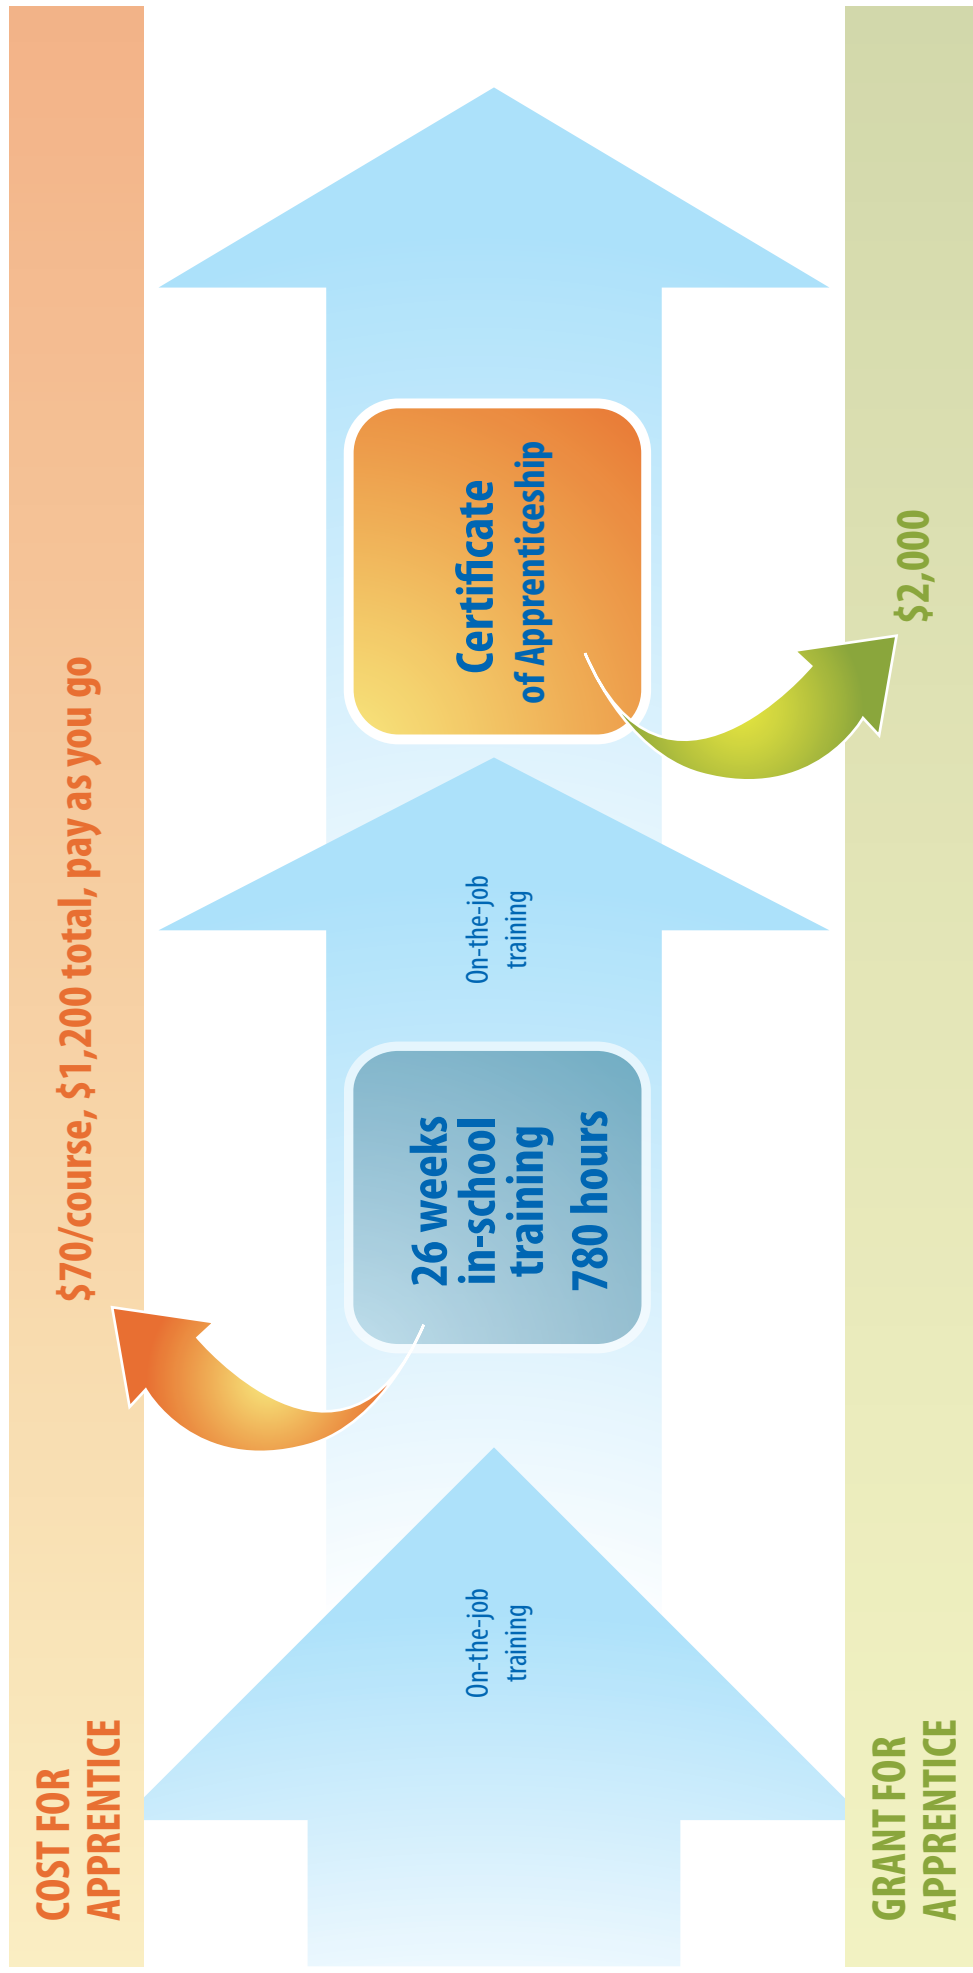 COST FOR
APPRENTICE
$70/course, $1,200 total, pay as you go
On-the-job
training
26 weeks
in-school
training
780 hours
On-the-job
training
Certificate
of Apprenticeship
GRANT FOR
APPRENTICE
$2,000